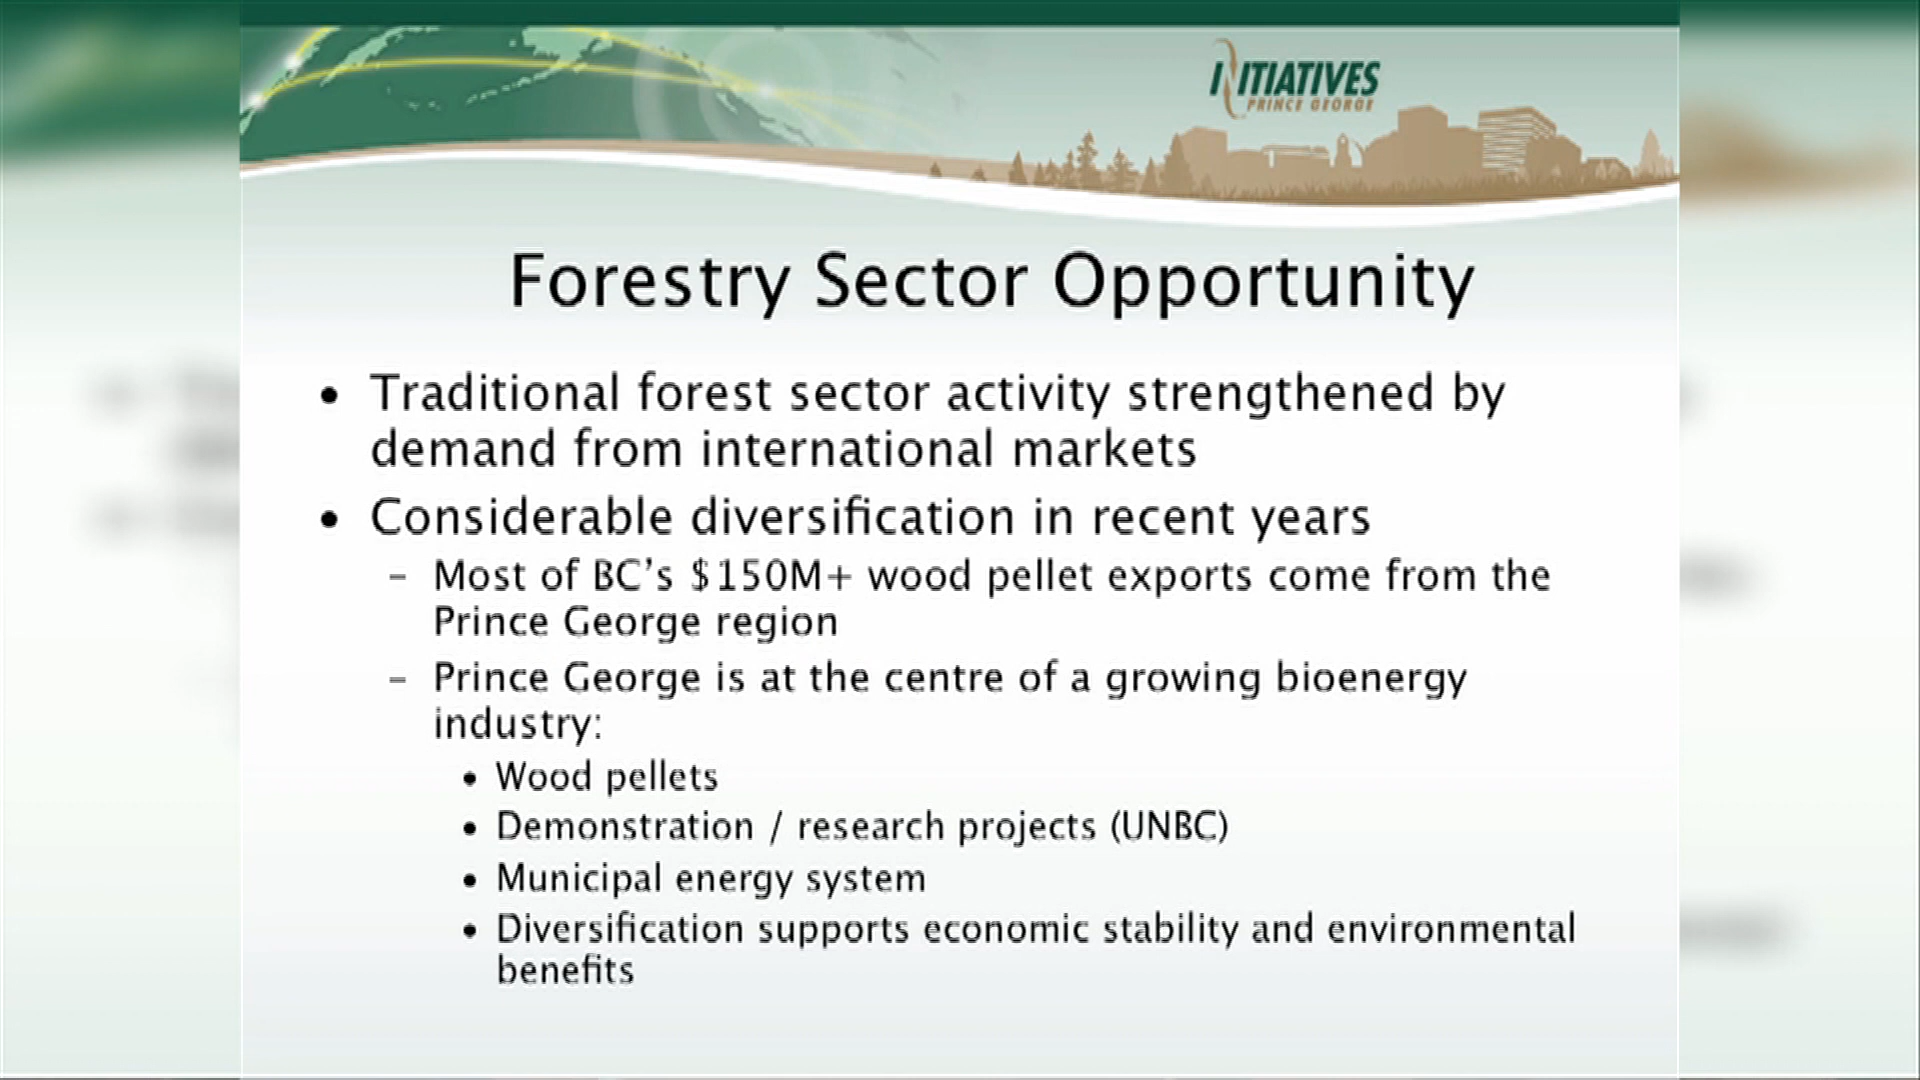 INITIATIVES
PRINCE GEORGE
Forestry Sector Opportunity
• Traditional forest sector activity strengthened by
demand from international markets
• Considerable diversification in recent years
– Most of BC’s $150M+ wood pellet exports come from the
Prince George region
– Prince George is at the centre of a growing bioenergy
industry:
• Wood pellets
• Demonstration / research projects (UNBC)
• Municipal energy system
• Diversification supports economic stability and environmental
benefits